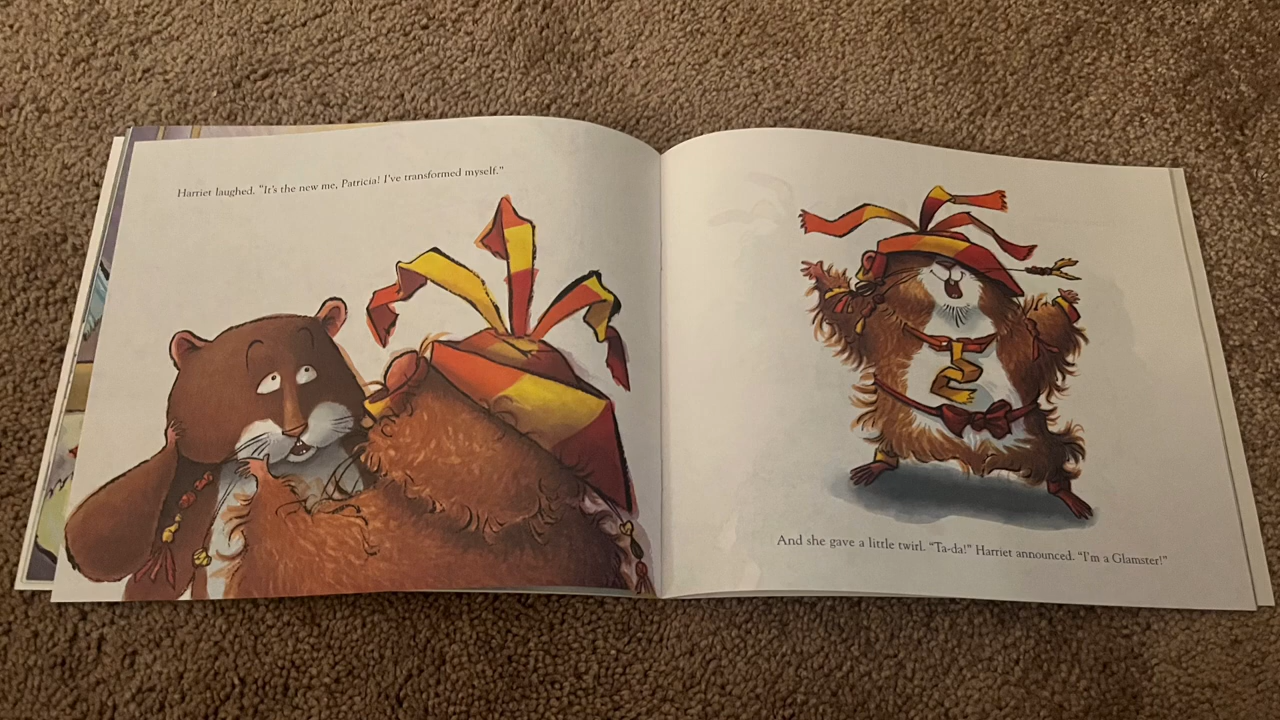 Harriet laughed. "It's the new me, Patricia! I've transformed myself."
And she gave a little twirl. "Ta-da!" Harriet announced. "I'm a Glamster!"